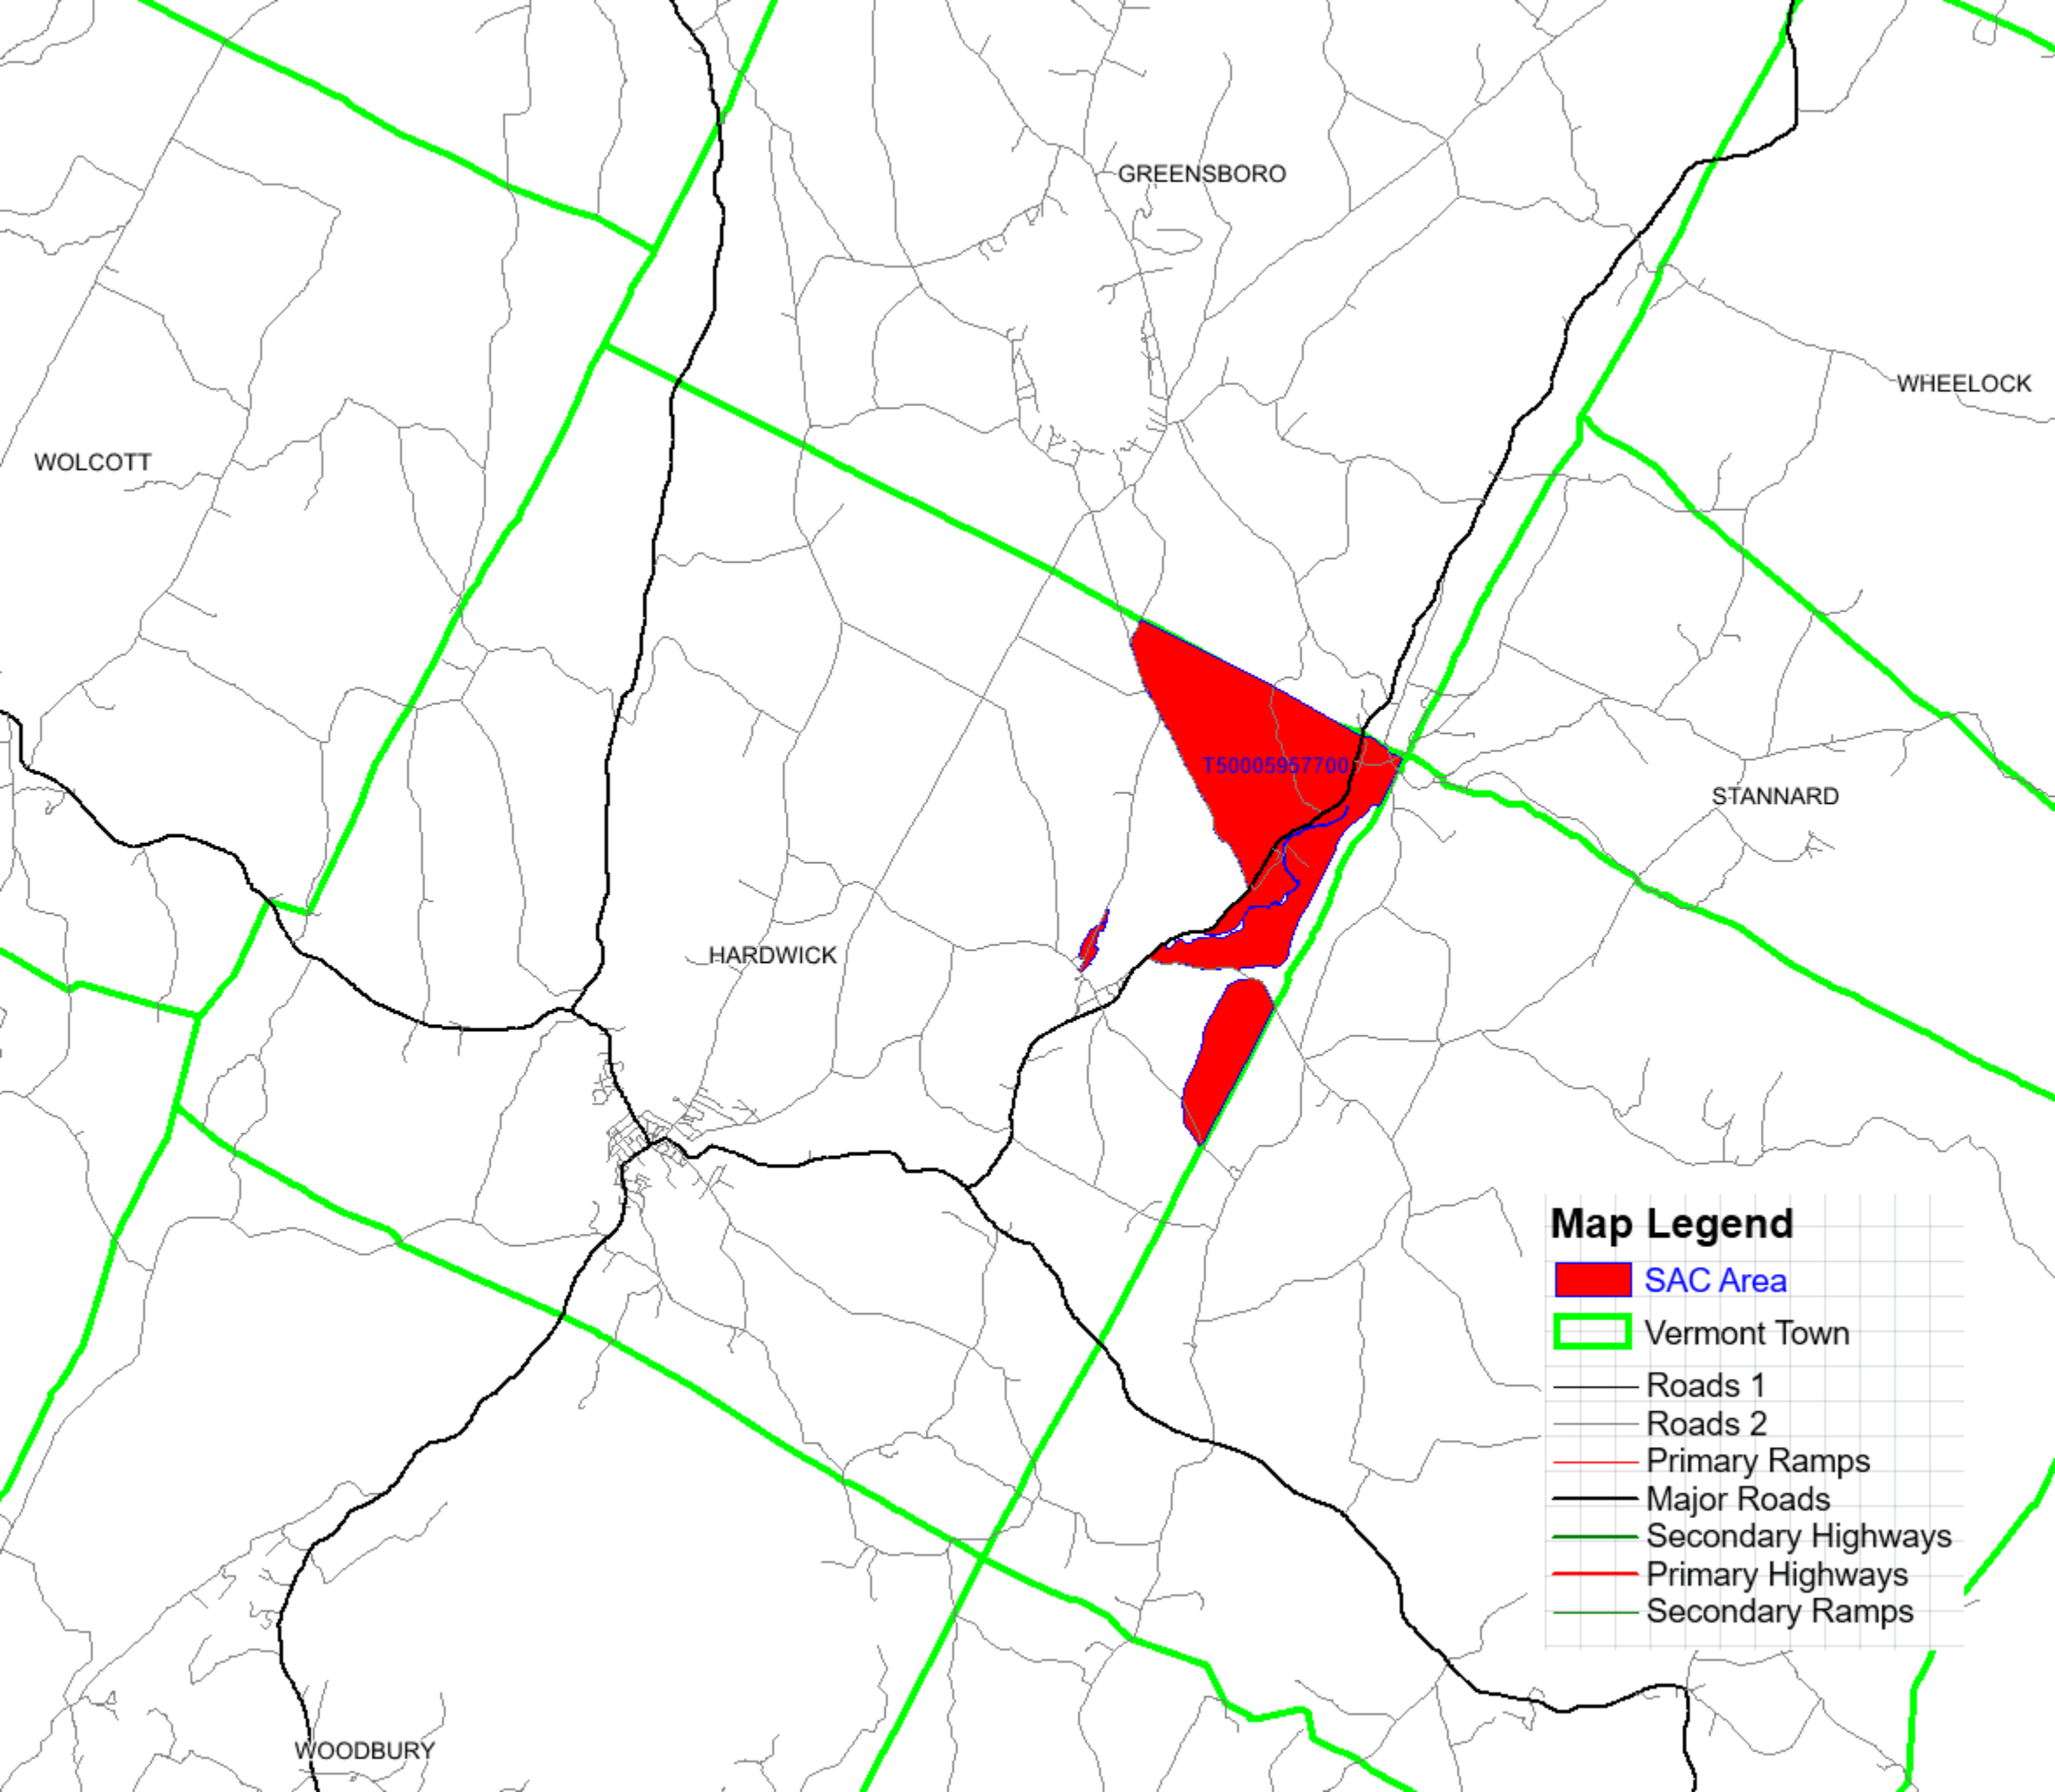 GREENSBORO
WHEELOCK
WOLCOTT
T50005957700
STANNARD
HARDWICK
Map Legend
SAC Area
Vermont Town
Roads 1
Roads 2
Primary Ramps
Major Roads
Secondary Highways
Primary Highways
Secondary Ramps
WOODBURY